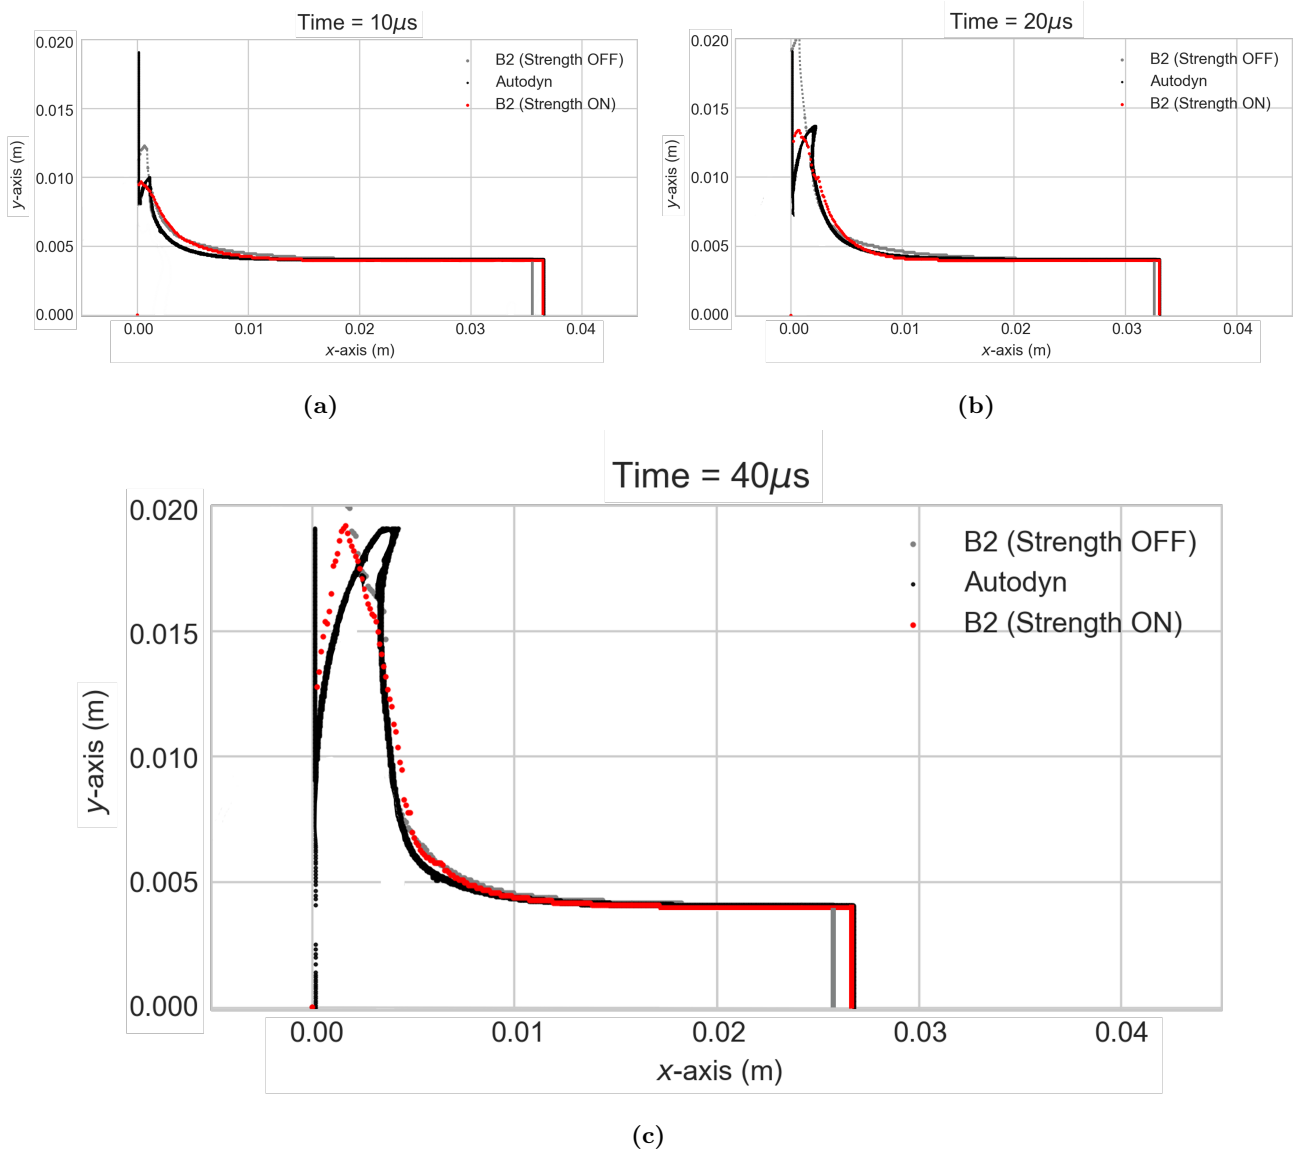 Time = 10μs
0.020
0.015
0.010
0.005
0.000
y-axis (m)
B2 (Strength OFF)
Autodyn
B2 (Strength ON)
0.00 0.01 0.02 0.03 0.04
x-axis (m)
(a)
Time = 20μs
0.020
0.015
0.010
0.005
0.000
y-axis (m)
B2 (Strength OFF)
Autodyn
B2 (Strength ON)
0.00 0.01 0.02 0.03 0.04
x-axis (m)
(b)
Time = 40μs
0.020
0.015
0.010
0.005
0.000
y-axis (m)
B2 (Strength OFF)
Autodyn
B2 (Strength ON)
0.00 0.01 0.02 0.03 0.04
x-axis (m)
(c)